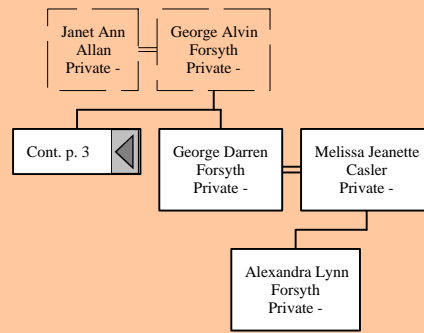 Janet Ann
Allan
Private -
George Alvin
Forsyth
Private -
Cont. p. 3
George Darren
Forsyth
Private -
Melissa Jeanette
Casler
Private -
Alexandra Lynn
Forsyth
Private -